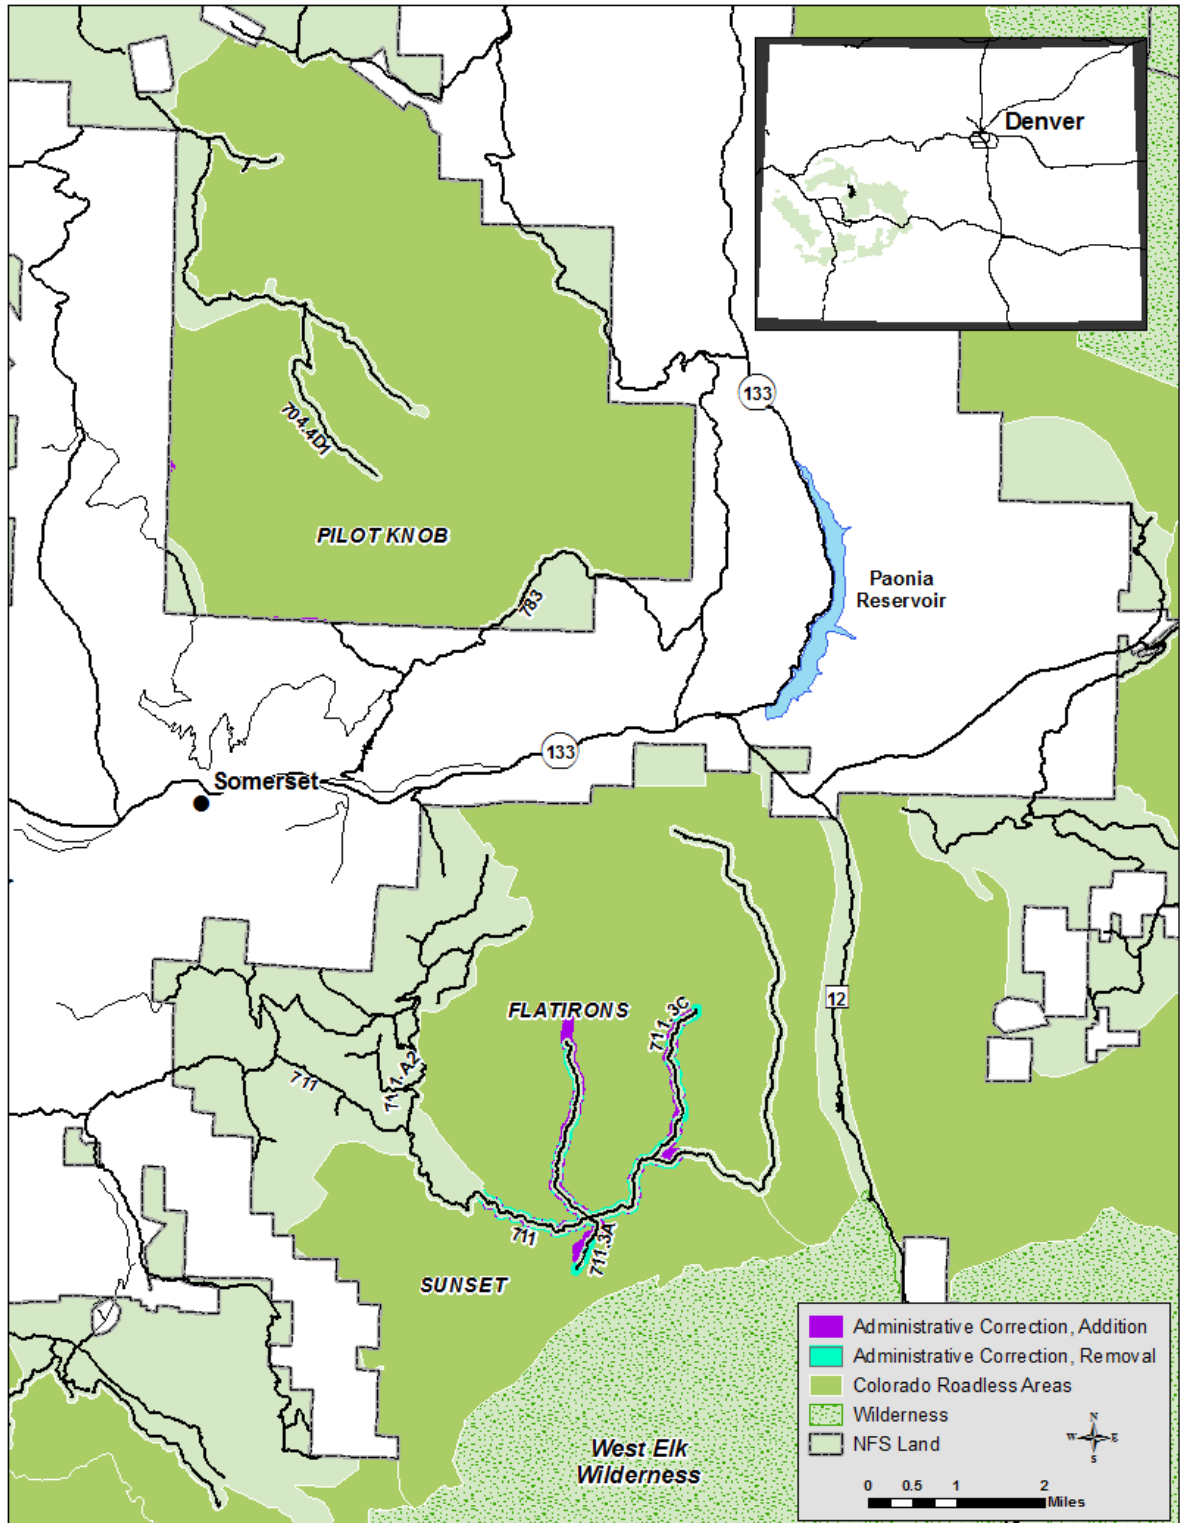 Denver
133
704.4D1
PILOT KNOB
Paonia
Reservoir
783
133
Somerset
12
FLATIRONS
711.3C
711.A2
711
711
711.3A
SUNSET
West Elk
Wilderness
Administrative Correction, Addition
Administrative Correction, Removal
Colorado Roadless Areas
Wilderness
NFS Land
N
W E
S
0 0.5 1 2
Miles